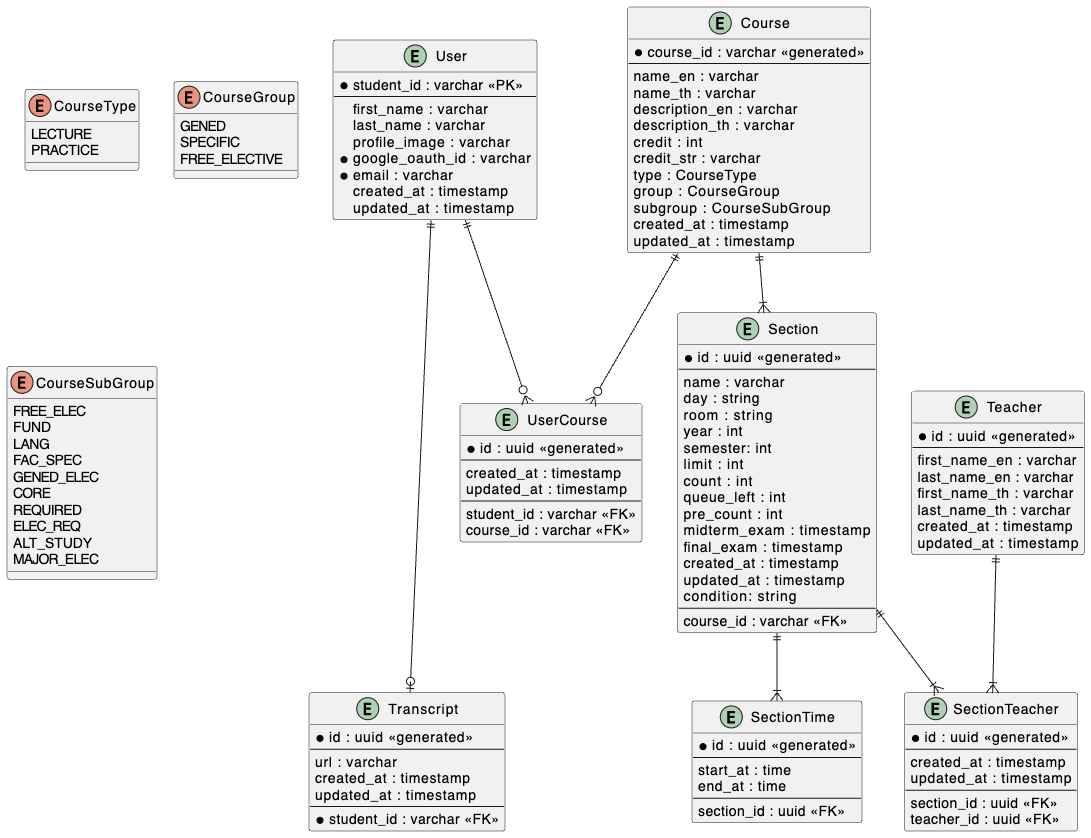 E CourseType
LECTURE
PRACTICE
E CourseGroup
GENED
SPECIFIC
FREE_ELECTIVE
E User
student_id : varchar «PK»
first_name : varchar
last_name : varchar
profile_image : varchar
google_oauth_id : varchar
email : varchar
created_at : timestamp
updated_at : timestamp
E Course
course_id : varchar «generated»
name_en : varchar
name_th : varchar
description_en : varchar
description_th : varchar
credit : int
credit_str : varchar
type : CourseType
group : CourseGroup
subgroup : CourseSubGroup
created_at : timestamp
updated_at : timestamp
E CourseSubGroup
FREE_ELEC
FUND
LANG
FAC_SPEC
GENED_ELEC
CORE
REQUIRED
ELEC_REQ
ALT_STUDY
MAJOR_ELEC
E UserCourse
id : uuid «generated»
created_at : timestamp
updated_at : timestamp
student_id : varchar «FK»
course_id : varchar «FK»
E Section
id : uuid «generated»
name : varchar
day : string
room : string
year : int
semester: int
limit : int
count : int
queue_left : int
pre_count : int
midterm_exam : timestamp
final_exam : timestamp
created_at : timestamp
updated_at : timestamp
condition: string
course_id : varchar «FK»
E Teacher
id : uuid «generated»
first_name_en : varchar
last_name_en : varchar
first_name_th : varchar
last_name_th : varchar
created_at : timestamp
updated_at : timestamp
E Transcript
id : uuid «generated»
url : varchar
created_at : timestamp
updated_at : timestamp
student_id : varchar «FK»
E SectionTime
id : uuid «generated»
start_at : time
end_at : time
section_id : uuid «FK»
E SectionTeacher
id : uuid «generated»
created_at : timestamp
updated_at : timestamp
section_id : uuid «FK»
teacher_id : uuid «FK»